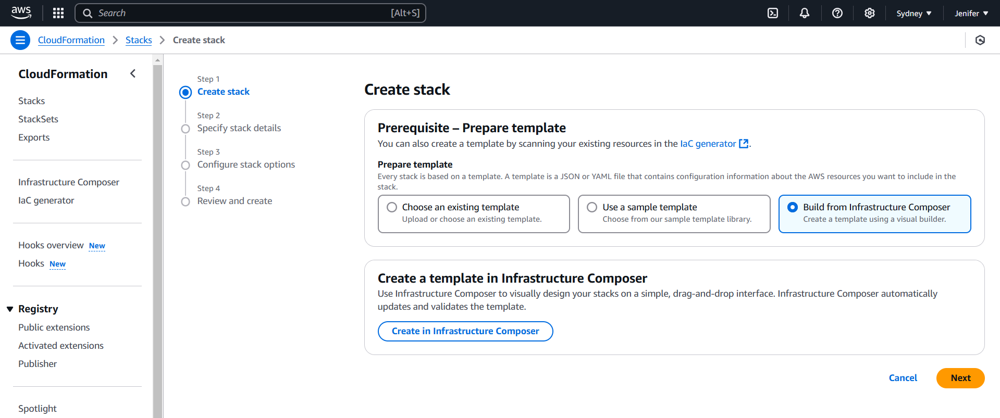 aws
Search
[Alt+S]
Sydney
Jenifer
CloudFormation
Stacks
Create stack
CloudFormation
Stacks
StackSets
Exports
Infrastructure Composer
IaC generator
Hooks overview New
Hooks New
Registry
Public extensions
Activated extensions
Publisher
Spotlight
Step 1
Create stack
Step 2
Specify stack details
Step 3
Configure stack options
Step 4
Review and create
Create stack
Prerequisite – Prepare template
You can also create a template by scanning your existing resources in the IaC generator.
Prepare template
Every stack is based on a template. A template is a JSON or YAML file that contains configuration information about the AWS resources you want to include in the
stack.
Choose an existing template
Upload or choose an existing template.
Use a sample template
Choose from our sample template library.
Build from Infrastructure Composer
Create a template using a visual builder.
Create a template in Infrastructure Composer
Use Infrastructure Composer to visually design your stacks on a simple, drag-and-drop interface. Infrastructure Composer automatically
updates and validates the template.
Create in Infrastructure Composer
Cancel
Next